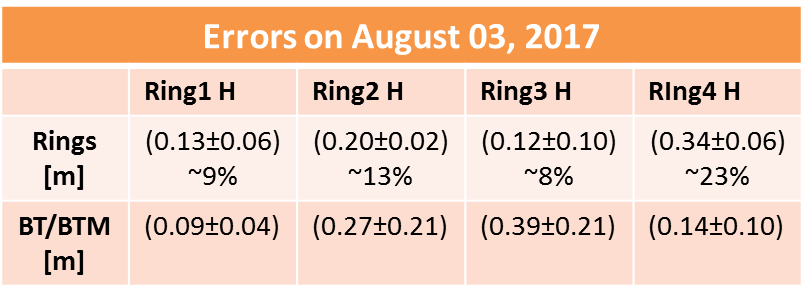 Errors on August 03, 2017
Ring1 H Ring2 H Ring3 H RIng4 H
Rings (0.13±0.06) (0.20±0.02) (0.12±0.10) (0.34±0.06)
[m] ~9% ~13% ~8% ~23%
BT/BTM (0.09±0.04) (0.27±0.21) (0.39±0.21) (0.14±0.10)
[m]